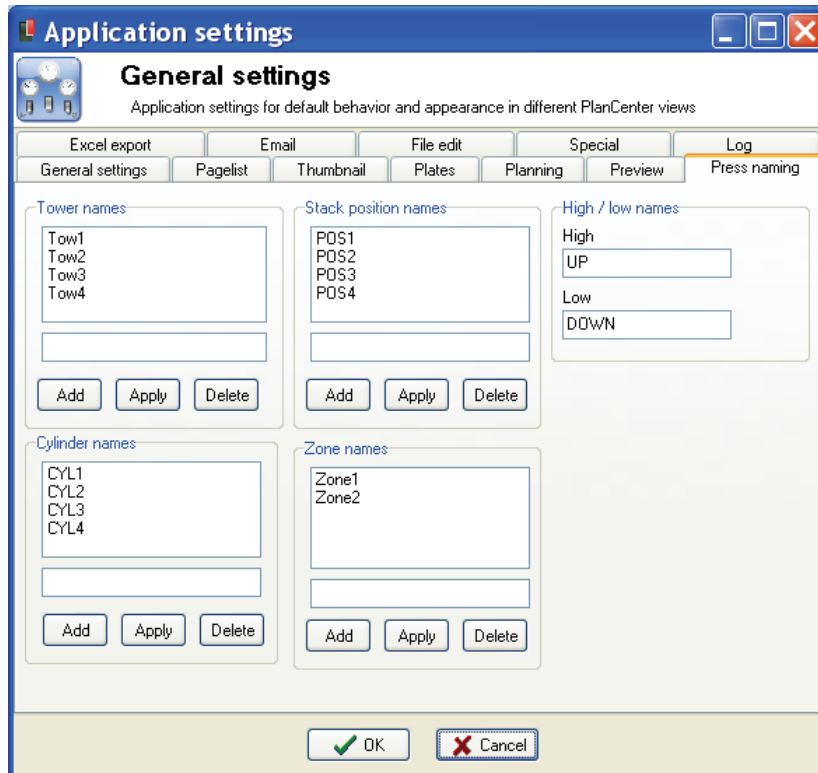 Application settings
General settings
Application settings for default behavior and appearance in different PlanCenter views
Excel export Email File edit Special Log
General settings Pagelist Thumbnail Plates Planning Preview Press naming
Tower names
Tow1
Tow2
Tow3
Tow4
Add Apply Delete
Stack position names
POS1
POS2
POS3
POS4
Add Apply Delete
High / low names
High
UP
Low
DOWN
Cylinder names
CYL1
CYL2
CYL3
CYL4
Add Apply Delete
Zone names
Zone1
Zone2
Add Apply Delete
OK Cancel